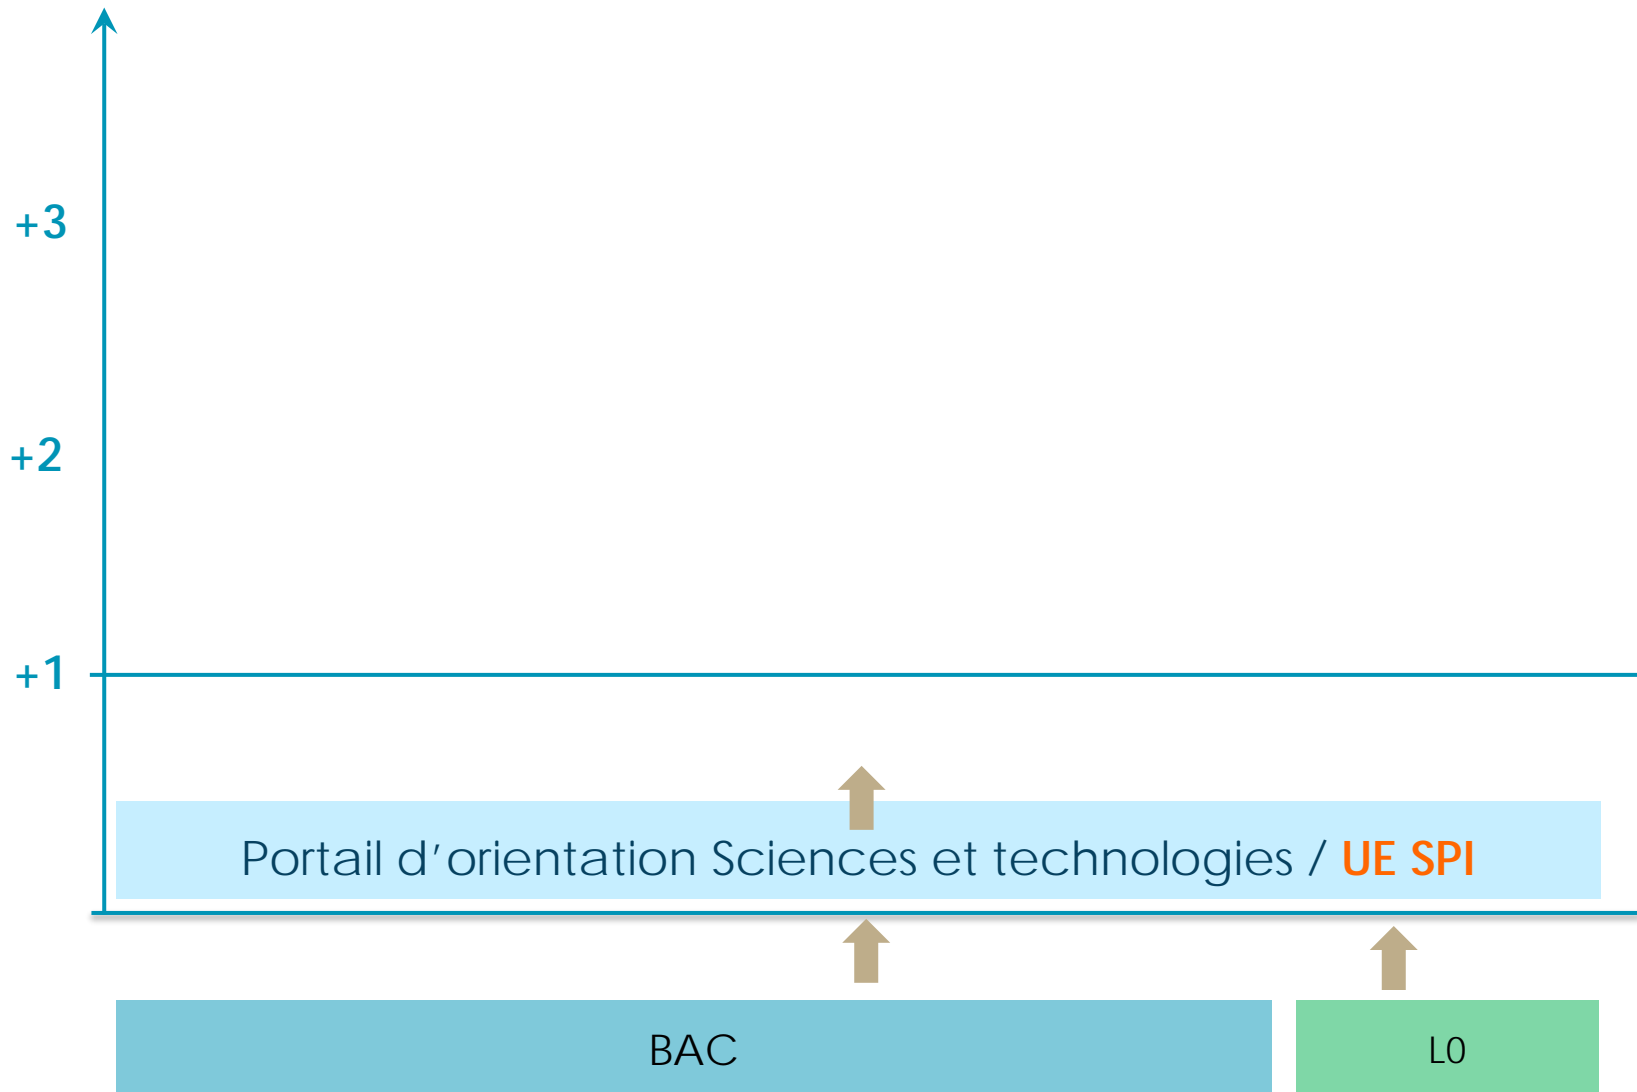 +3
+2
+1
Portail d’orientation Sciences et technologies / UE SPI
BAC
L0